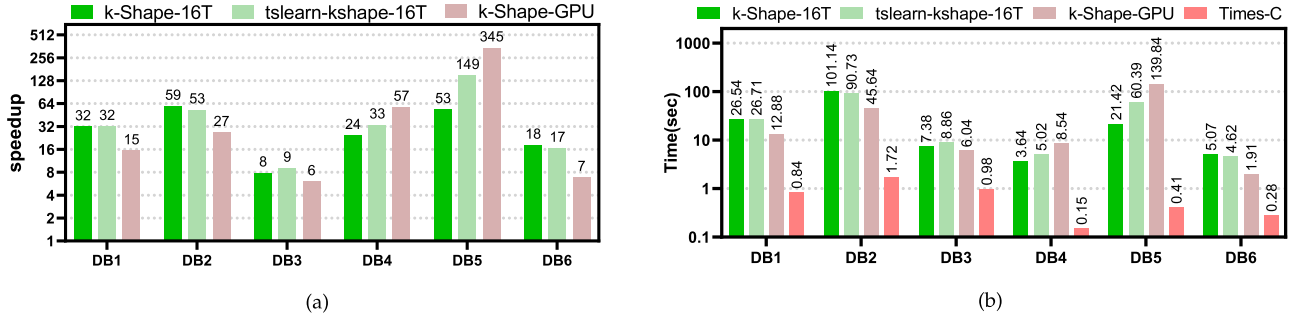 k-Shape-16T tslearn-kshape-16T k-Shape-GPU
speedup
512
256
128
64
32
16
8
4
2
1
32 32 15
59 53 27
8 9 6
24 33 57
53 149 345
18 17 7
DB1 DB2 DB3 DB4 DB5 DB6
(a)
k-Shape-16T tslearn-kshape-16T k-Shape-GPU Times-C
Time(sec)
1000
100
10
1
0.1
26.54 26.71 12.88 0.84
101.14 90.73 45.64 1.72
7.38 8.86 6.04 0.98
3.64 5.02 8.54 0.15
21.42 60.39 139.84 0.41
5.07 4.62 1.91 0.28
DB1 DB2 DB3 DB4 DB5 DB6
(b)